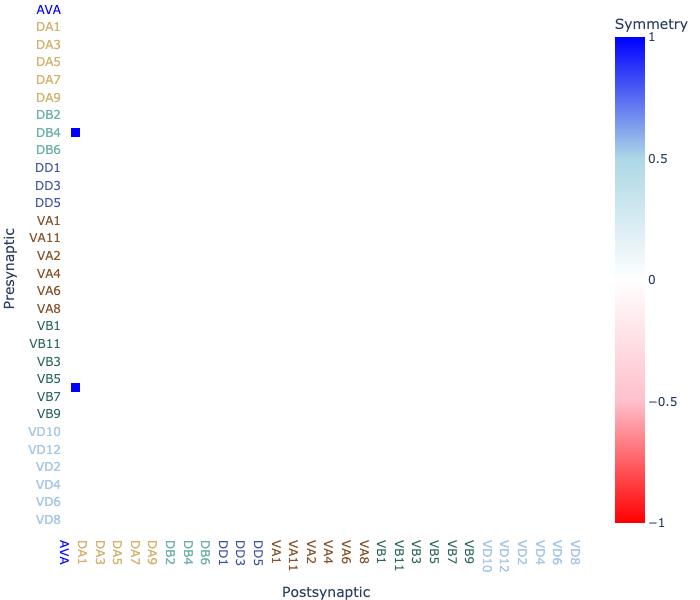 AVA
DA1
DA3
DA5
DA7
DA9
DB2
DB4
DB6
DD1
DD3
DD5
VA1
VA11
VA2
VA4
VA6
VA8
VB1
VB11
VB3
VB5
VB7
VB9
VD10
VD12
VD2
VD4
VD6
VD8
Presynaptic
AVA DA1 DA3 DA5 DA7 DA9 DB2 DB4 DB6 DD1 DD3 DD5 VA1 VA11 VA2 VA4 VA6 VA8 VB1 VB11 VB3 VB5 VB7 VB9 VD10 VD12 VD2 VD4 VD6 VD8
Postsynaptic
Symmetry
1
0.5
0
−0.5
−1